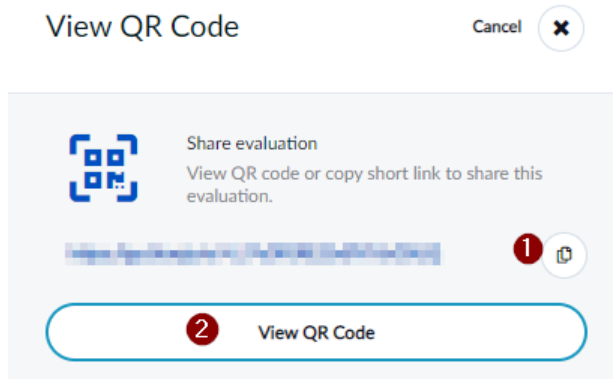 View QR Code
Cancel
Share evaluation
View QR code or copy short link to share this
evaluation.
1
2 View QR Code